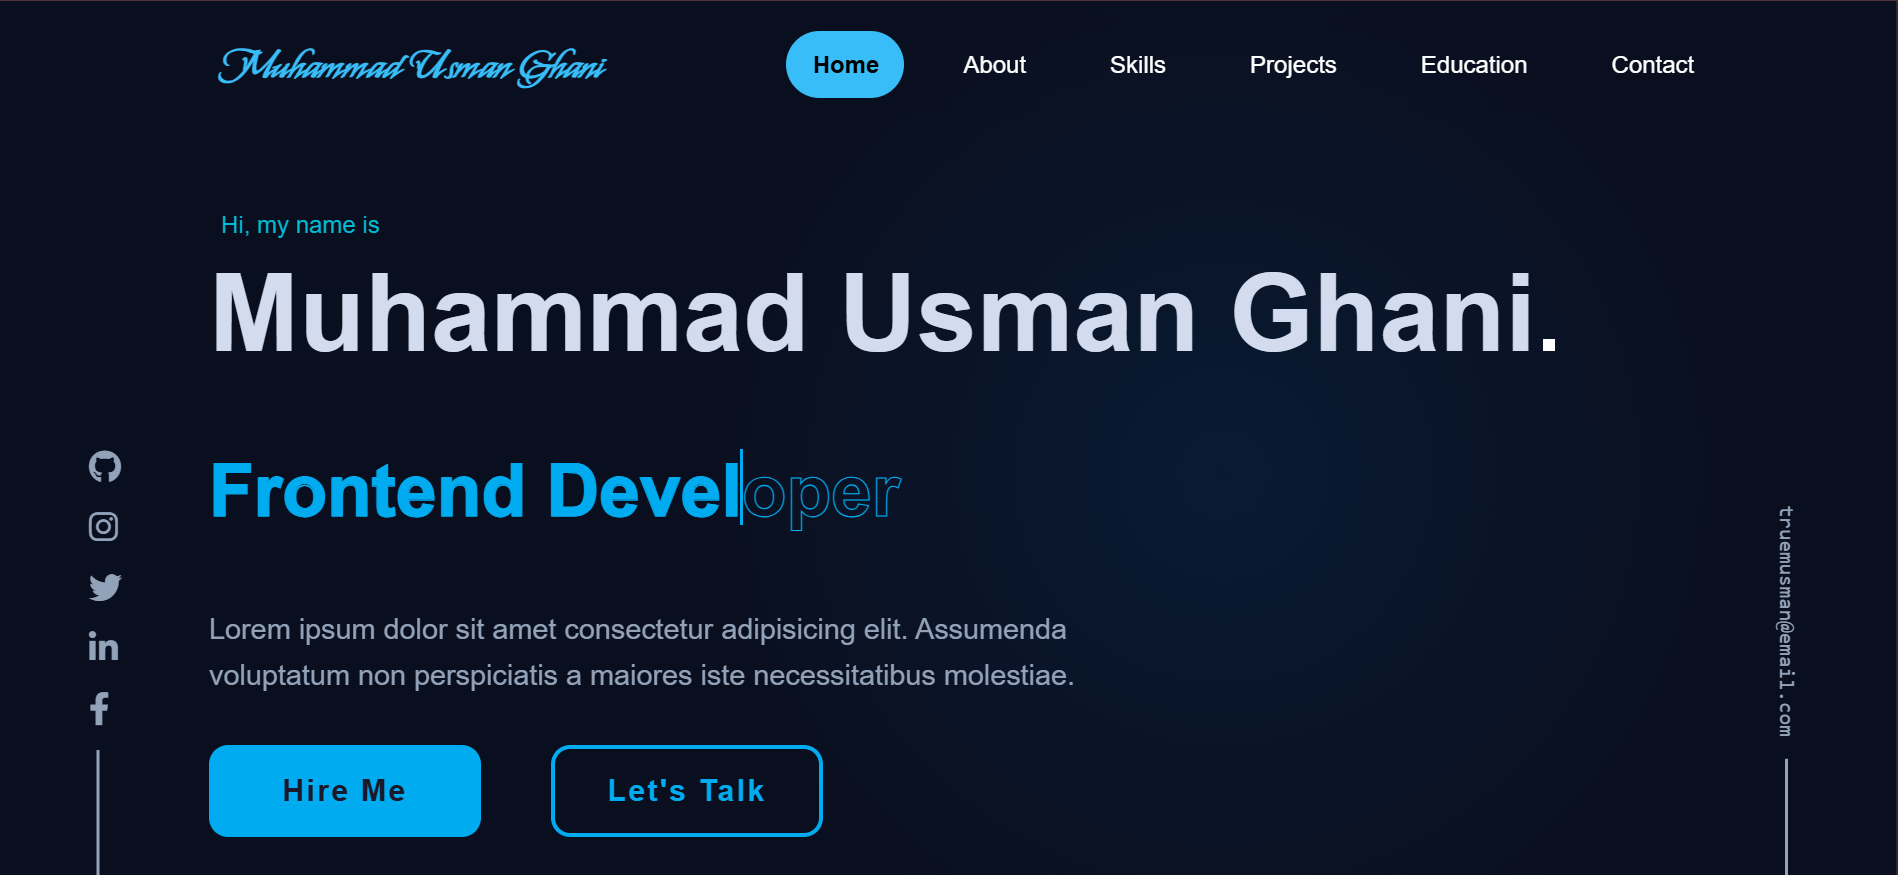 Muhammad Usman Ghani
Home About Skills Projects Education Contact
Hi, my name is
Muhammad Usman Ghani.
Frontend Developer
Lorem ipsum dolor sit amet consectetur adipisicing elit. Assumenda
voluptatum non perspiciatis a maiores iste necessitatibus molestiae.
Hire Me
Let's Talk
truemusman@email.com